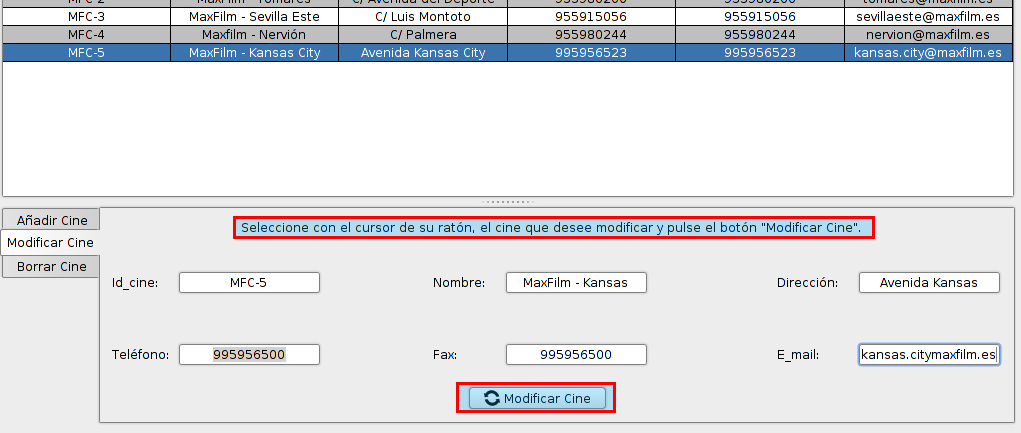 MFC-2 MaxFilm - Tomares C/ Avenida del Deporte 955980200 955980200 tomares@maxfilm.es
MFC-3 MaxFilm - Sevilla Este C/ Luis Montoto 955915056 955915056 sevillaeste@maxfilm.es
MFC-4 Maxfilm - Nervión C/ Palmera 955980244 955980244 nervion@maxfilm.es
MFC-5 MaxFilm - Kansas City Avenida Kansas City 995956523 995956523 kansas.city@maxfilm.es
Añadir Cine
Modificar Cine
Borrar Cine
Seleccione con el cursor de su ratón, el cine que desee modificar y pulse el botón "Modificar Cine".
Id_cine: MFC-5 Nombre: MaxFilm - Kansas Dirección: Avenida Kansas
Teléfono: 995956500 Fax: 995956500 E_mail: kansas.citymaxfilm.es
Modificar Cine